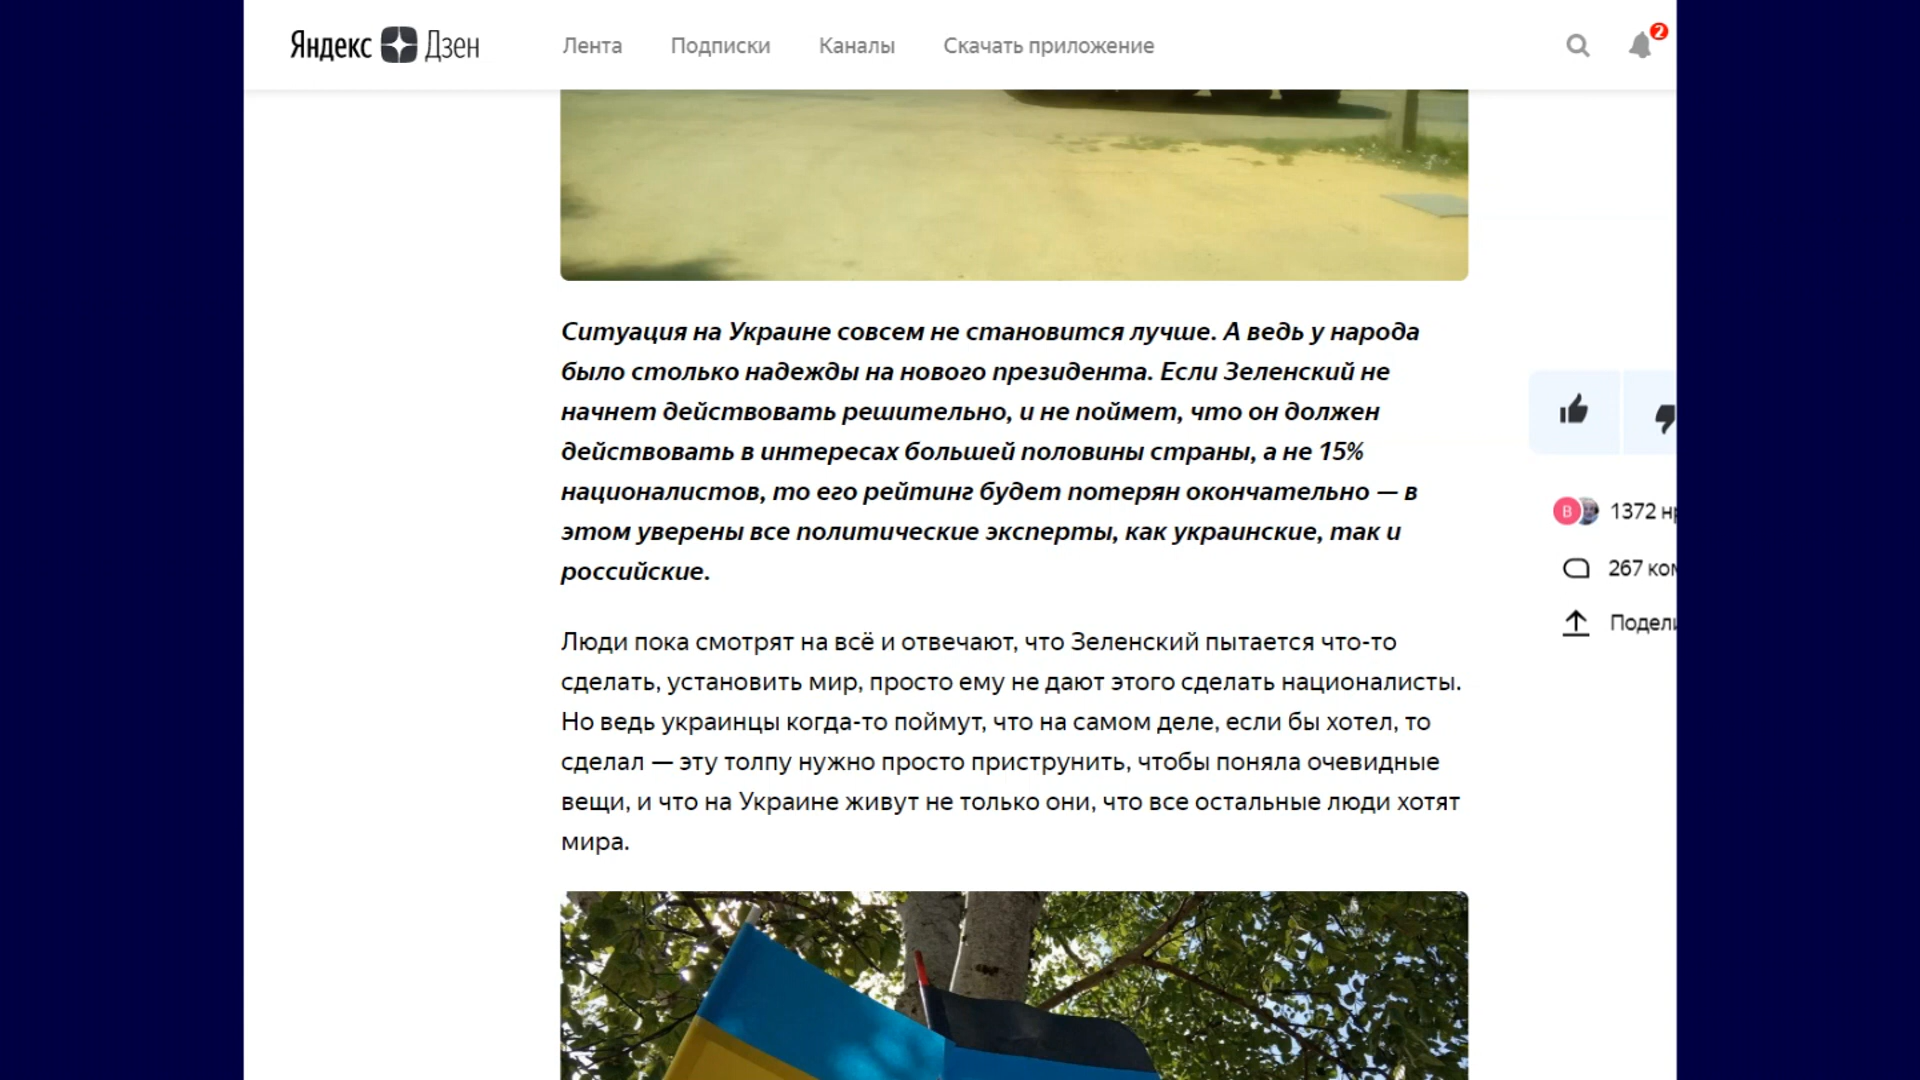 Яндекс Дзен
Лента Подписки Каналы Скачать приложение
2
Ситуация на Украине совсем не становится лучше. А ведь у народа
было столько надежды на нового президента. Если Зеленский не
начнет действовать решительно, и не поймет, что он должен
действовать в интересах большей половины страны, а не 15%
националистов, то его рейтинг будет потерян окончательно — в
этом уверены все политические эксперты, как украинские, так и
российские.
В 1372
267
Люди пока смотрят на всё и отвечают, что Зеленский пытается что-то
сделать, установить мир, просто ему не дают этого сделать националисты.
Но ведь украинцы когда-то поймут, что на самом деле, если бы хотел, то
сделал — эту толпу нужно просто приструнить, чтобы поняла очевидные
вещи, и что на Украине живут не только они, что все остальные люди хотят
мира.